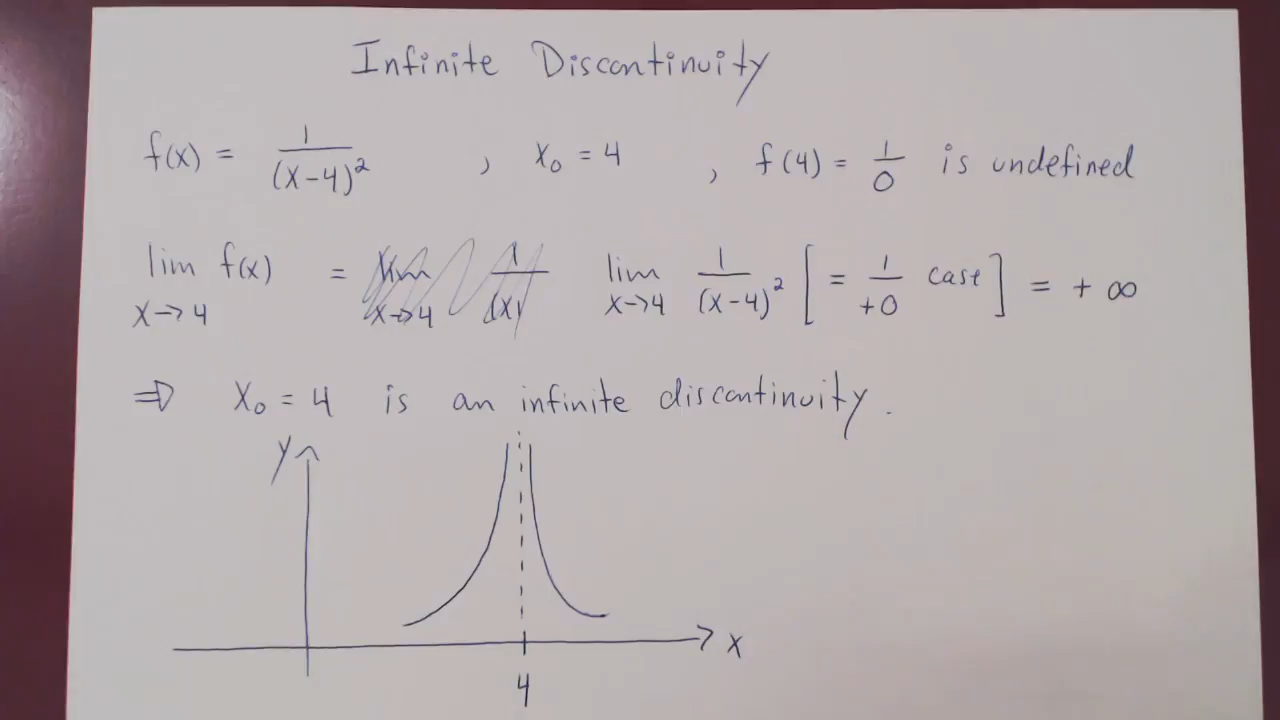 Infinite Discontinuity
f(x) = 1/(x-4)², x₀ = 4, f(4) = 1/0 is undefined
lim x→4 f(x) = lim x→4 1/(x-4)² [= 1/+0 case] = +∞
⇒ x₀ = 4 is an infinite discontinuity.
y
x
4